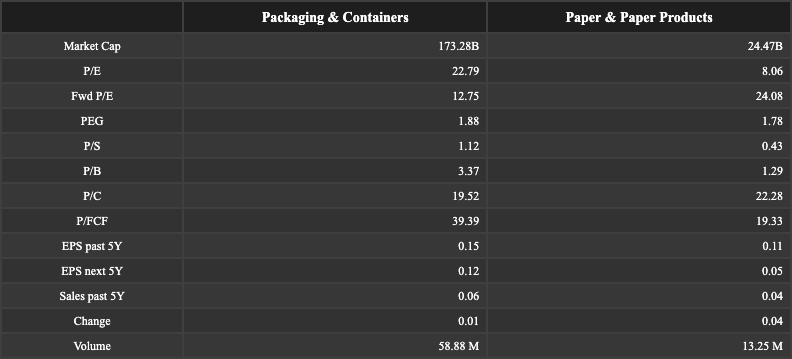 Packaging & Containers Paper & Paper Products
Market Cap 173.28B 24.47B
P/E 22.79 8.06
Fwd P/E 12.75 24.08
PEG 1.88 1.78
P/S 1.12 0.43
P/B 3.37 1.29
P/C 19.52 22.28
P/FCF 39.39 19.33
EPS past 5Y 0.15 0.11
EPS next 5Y 0.12 0.05
Sales past 5Y 0.06 0.04
Change 0.01 0.04
Volume 58.88 M 13.25 M